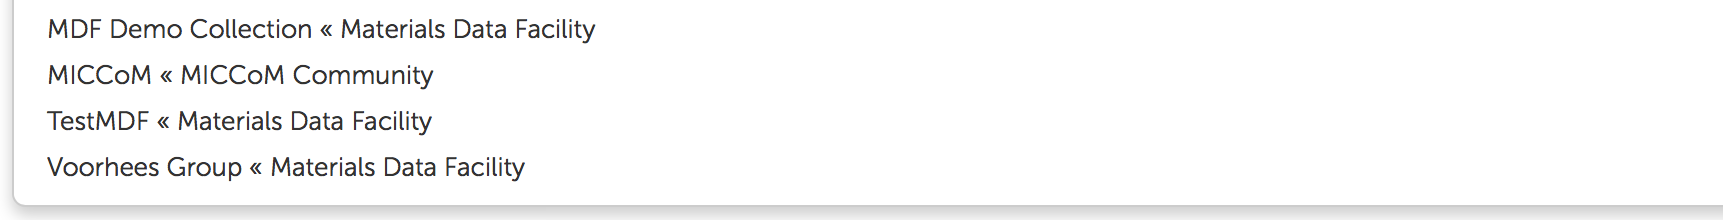 MDF Demo Collection « Materials Data Facility
MICCoM « MICCoM Community
TestMDF « Materials Data Facility
Voorhees Group « Materials Data Facility